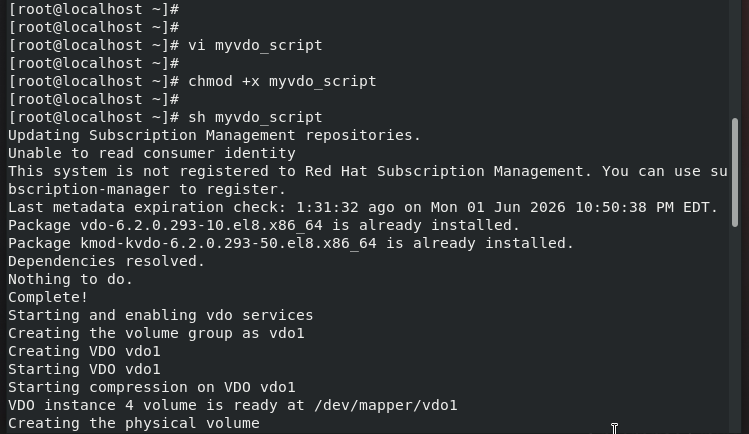 [root@localhost ~]#
[root@localhost ~]#
[root@localhost ~]# vi myvdo_script
[root@localhost ~]#
[root@localhost ~]# chmod +x myvdo_script
[root@localhost ~]#
[root@localhost ~]# sh myvdo_script
Updating Subscription Management repositories.
Unable to read consumer identity
This system is not registered to Red Hat Subscription Management. You can use su
bscription-manager to register.
Last metadata expiration check: 1:31:32 ago on Mon 01 Jun 2026 10:50:38 PM EDT.
Package vdo-6.2.0.293-10.el8.x86_64 is already installed.
Package kmod-kvdo-6.2.0.293-50.el8.x86_64 is already installed.
Dependencies resolved.
Nothing to do.
Complete!
Starting and enabling vdo services
Creating the volume group as vdo1
Creating VDO vdo1
Starting VDO vdo1
Starting compression on VDO vdo1
VDO instance 4 volume is ready at /dev/mapper/vdo1
Creating the physical volume